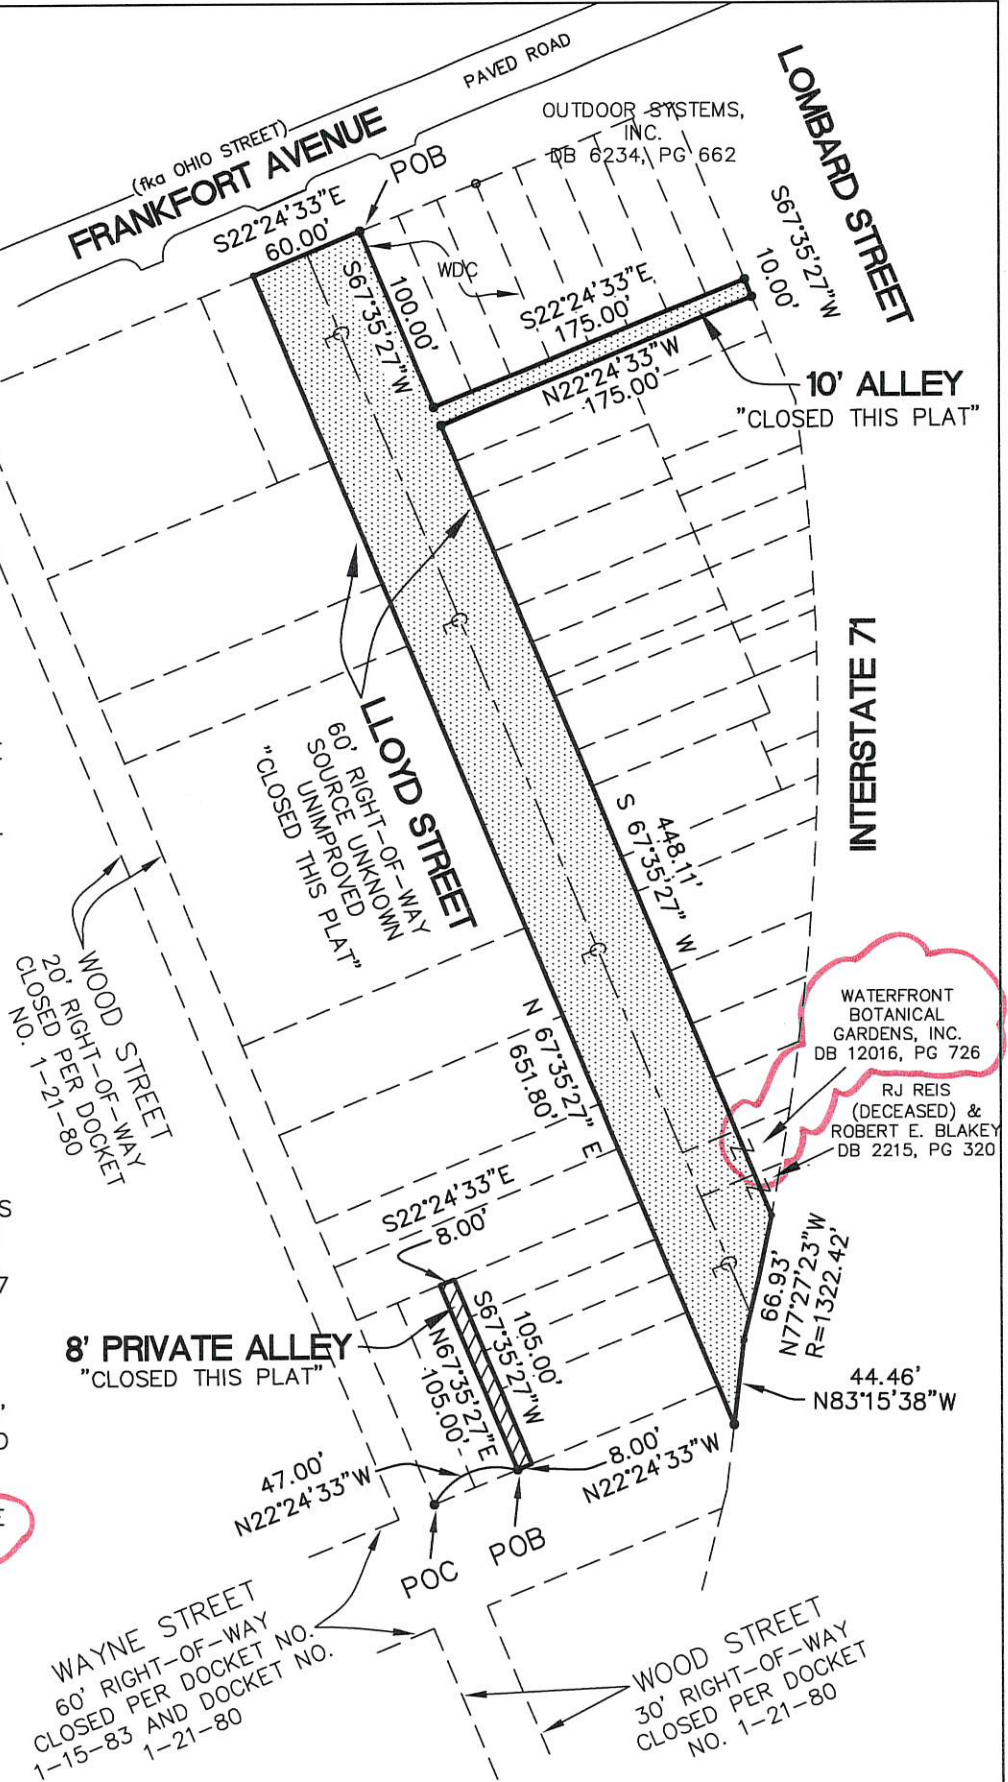 PAVED ROAD
(fka OHIO STREET)
FRANKFORT AVENUE
OUTDOOR SYSTEMS,
INC.
DB 6234, PG 662
LOMBARD STREET
POB
S22°24'33"E
60.00'
S67°35'27"W
10.00'
WDC
100.00'
S67°35'27"W
S22°24'33"E
175.00'
N22°24'33"W
175.00'
10' ALLEY
"CLOSED THIS PLAT"
INTERSTATE 71
LLOYD STREET
60' RIGHT-OF-WAY
SOURCE UNKNOWN
UNIMPROVED
"CLOSED THIS PLAT"
448.11'
S 67°35'27" W
WOOD STREET
20' RIGHT-OF-WAY
CLOSED PER DOCKET
NO. 1-21-80
N 67°35'27" E
651.80'
WATERFRONT
BOTANICAL
GARDENS, INC.
DB 12016, PG 726
RJ REIS
(DECEASED) &
ROBERT E. BLAKEY
DB 2215, PG 320
S22°24'33"E
8.00'
S
7
66.93'
N77°27'23"W
R=1322.42'
8' PRIVATE ALLEY
"CLOSED THIS PLAT"
105.00'
S67°35'27"W
N67°35'27"E
105.00'
44.46'
N83°15'38"W
47.00'
N22°24'33"W
8.00'
N22°24'33"W
POC
POB
WAYNE STREET
60' RIGHT-OF-WAY
CLOSED PER DOCKET NO.
1-15-83 AND DOCKET NO.
1-21-80
WOOD STREET
30' RIGHT-OF-WAY
CLOSED PER DOCKET
NO. 1-21-80